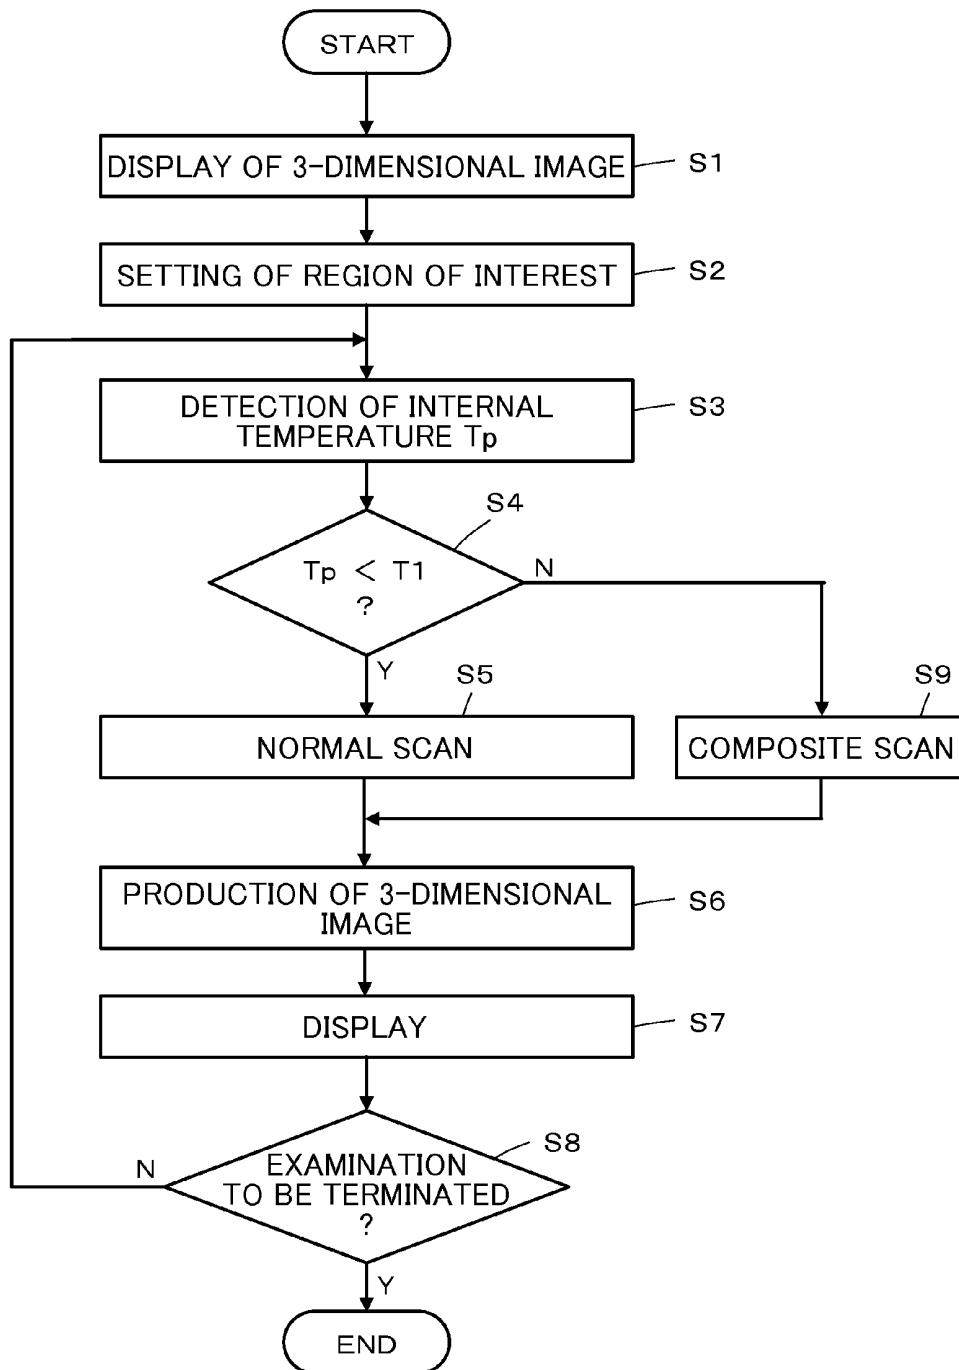 START
DISPLAY OF 3-DIMENSIONAL IMAGE
S1
SETTING OF REGION OF INTEREST
S2
DETECTION OF INTERNAL
TEMPERATURE Tp
S3
S4
Tp < T1
?
N
Y
S5
NORMAL SCAN
S9
COMPOSITE SCAN
PRODUCTION OF 3-DIMENSIONAL
IMAGE
S6
DISPLAY
S7
S8
EXAMINATION
TO BE TERMINATED
?
N
Y
END